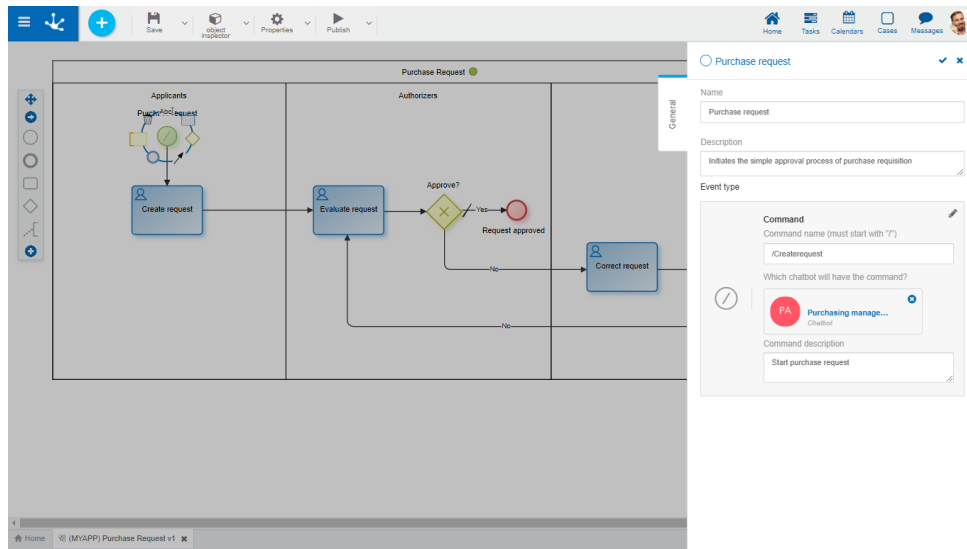 Save
object
inspector
Properties
Publish
Home
Tasks
Calendars
Cases
Messages
Purchase Request
Applicants
Authorizers
Abc
Create request
Evaluate request
Approve?
Yes
Request approved
No
Correct request
No
General
Purchase request
Name
Purchase request
Description
Initiates the simple approval process of purchase requisition
Event type
Command
Command name (must start with "/")
/Createrequest
Which chatbot will have the command?
PA
Purchasing manage...
Chatbot
Command description
Start purchase request
Home
(MYAPP) Purchase Request v1